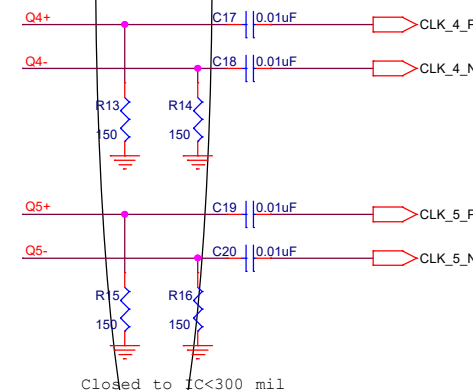 Q4+ C17 0.01uF CLK_4_P
Q4- C18 0.01uF CLK_4_N
R13 R14
150 150
Q5+ C19 0.01uF CLK_5_P
Q5- C20 0.01uF CLK_5_N
R15 R16
150 150
Closed to IC<300 mil